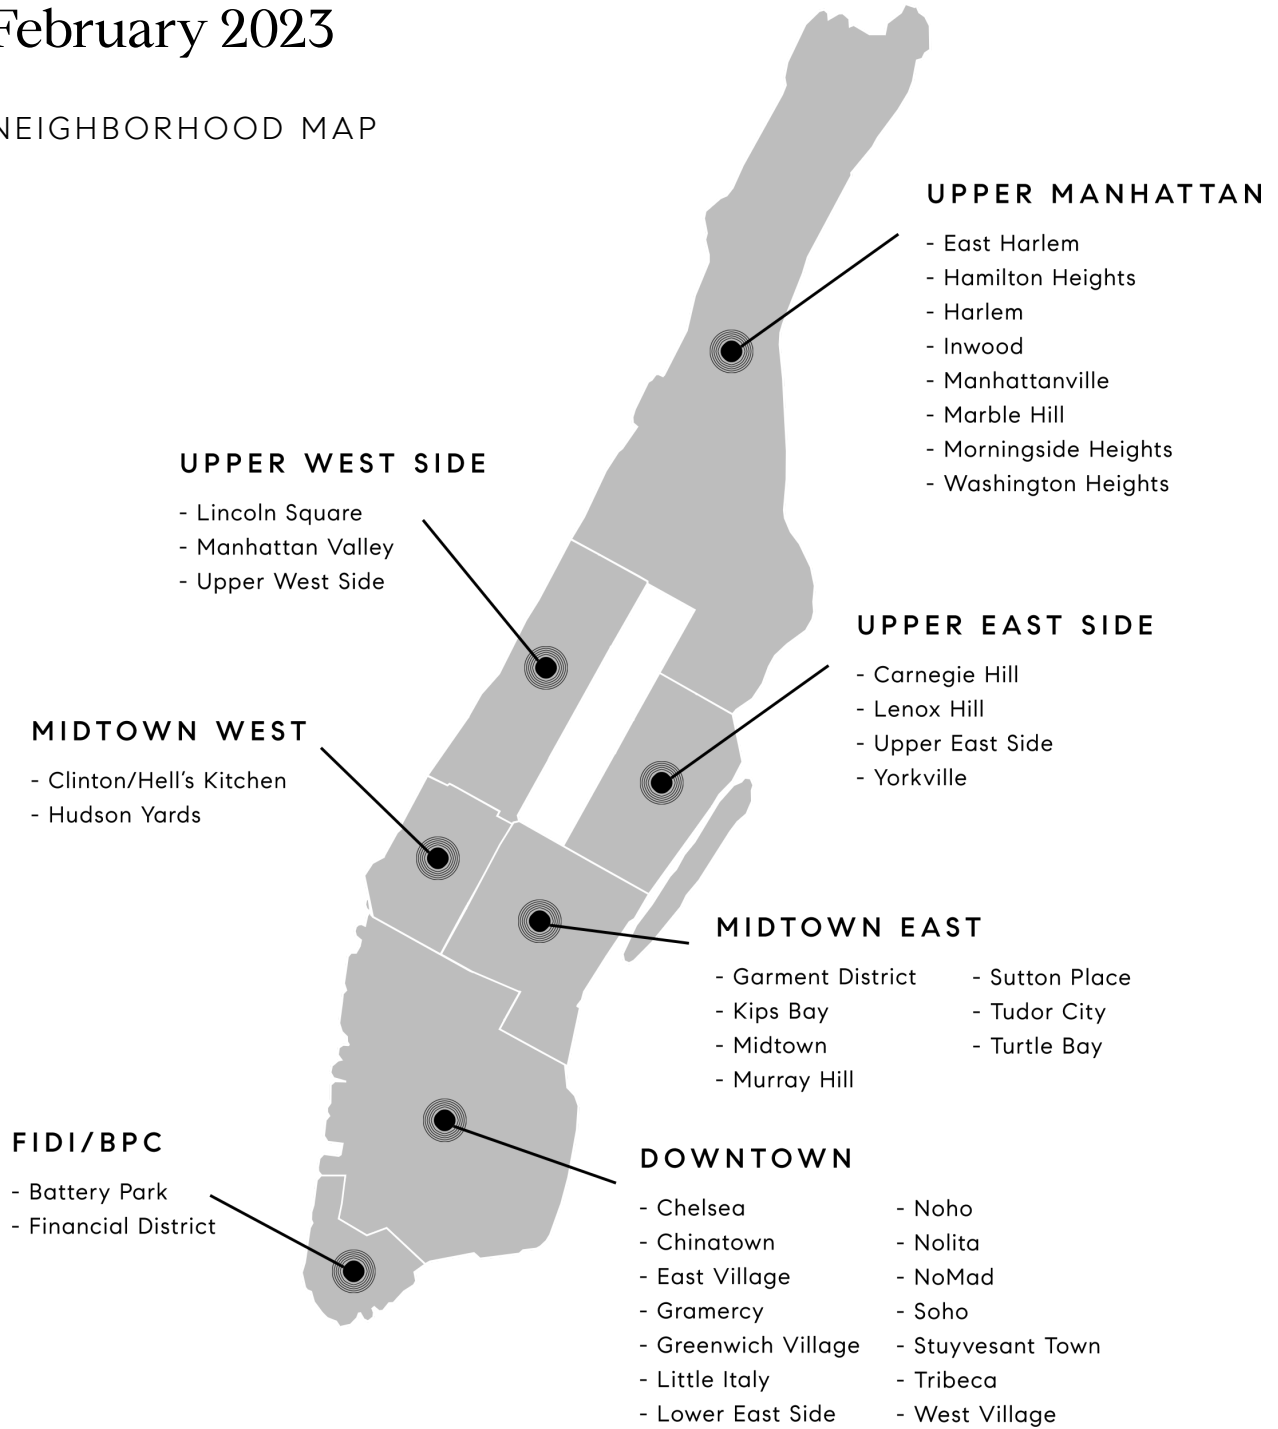 February 2023
NEIGHBORHOOD MAP
UPPER MANHATTAN
- East Harlem
- Hamilton Heights
- Harlem
- Inwood
- Manhattanville
- Marble Hill
- Morningside Heights
- Washington Heights
UPPER WEST SIDE
- Lincoln Square
- Manhattan Valley
- Upper West Side
UPPER EAST SIDE
- Carnegie Hill
- Lenox Hill
- Upper East Side
- Yorkville
MIDTOWN WEST
- Clinton/Hell's Kitchen
- Hudson Yards
MIDTOWN EAST
- Garment District
- Kips Bay
- Midtown
- Murray Hill
- Sutton Place
- Tudor City
- Turtle Bay
FIDI/BPC
- Battery Park
- Financial District
DOWNTOWN
- Chelsea
- Chinatown
- East Village
- Gramercy
- Greenwich Village
- Little Italy
- Lower East Side
- Noho
- Nolita
- NoMad
- Soho
- Stuyvesant Town
- Tribeca
- West Village